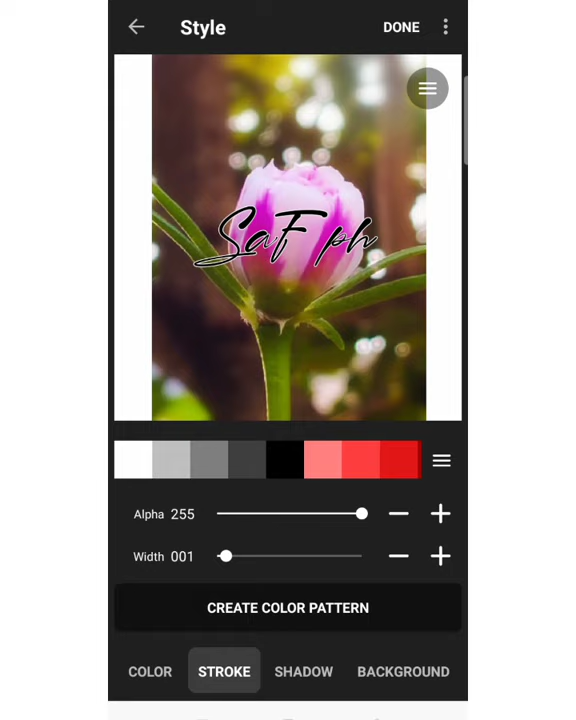 Style
DONE
SaF ph
Alpha 255
Width 001
CREATE COLOR PATTERN
COLOR STROKE SHADOW BACKGROUND